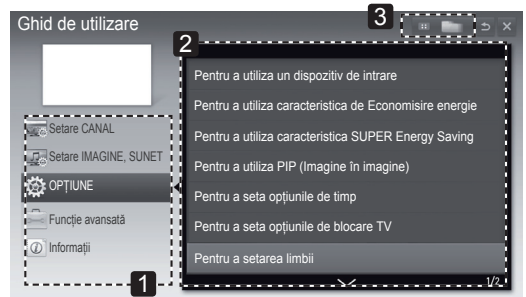 Ghid de utilizare
3
2
Pentru a utiliza un dispozitiv de intrare
Pentru a utiliza caracteristica de Economisire energie
Pentru a utiliza caracteristica SUPER Energy Saving
Pentru a utiliza PIP (Imagine în imagine)
Pentru a seta opțiunile de timp
Pentru a seta opțiunile de blocare TV
Pentru a setarea limbii
1/2
Setare CANAL
Setare IMAGINE, SUNET
OPȚIUNE
Funcție avansată
Informații
1